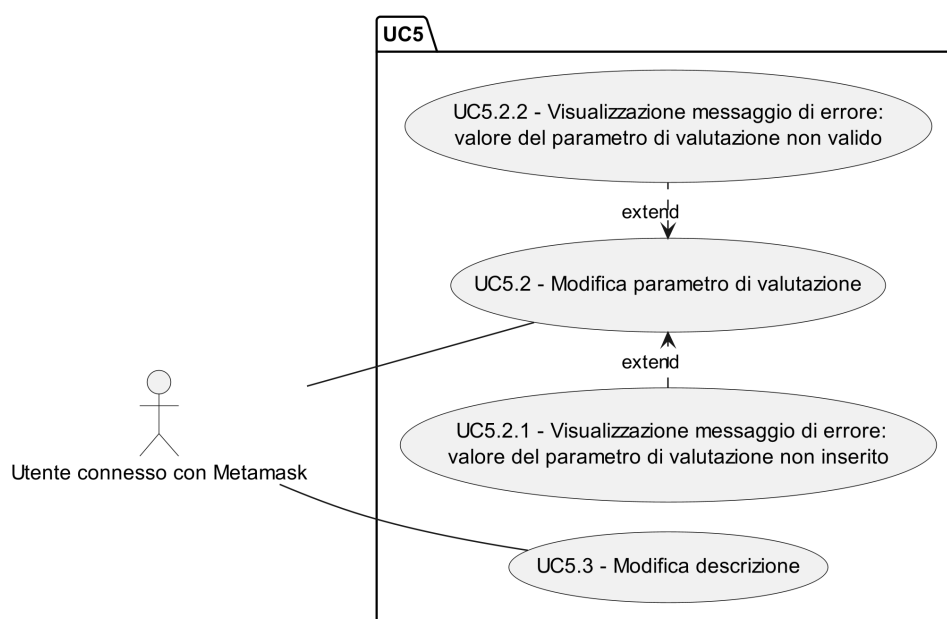 UC5
UC5.2.2 - Visualizzazione messaggio di errore:
valore del parametro di valutazione non valido
extend
UC5.2 - Modifica parametro di valutazione
extend
UC5.2.1 - Visualizzazione messaggio di errore:
valore del parametro di valutazione non inserito
Utente connesso con Metamask
UC5.3 - Modifica descrizione